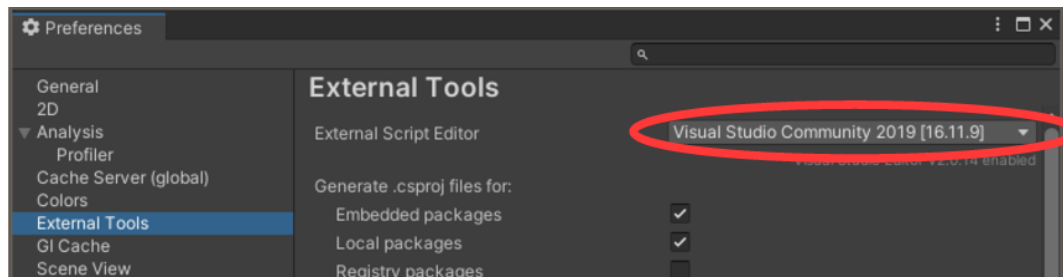 Preferences
General
2D
Analysis
Profiler
Cache Server (global)
Colors
External Tools
GI Cache
Scene View
External Tools
External Script Editor
Visual Studio Community 2019 [16.11.9]
Visual Studio Editor v2.0.14 enabled
Generate .csproj files for:
Embedded packages
Local packages
Registry packages